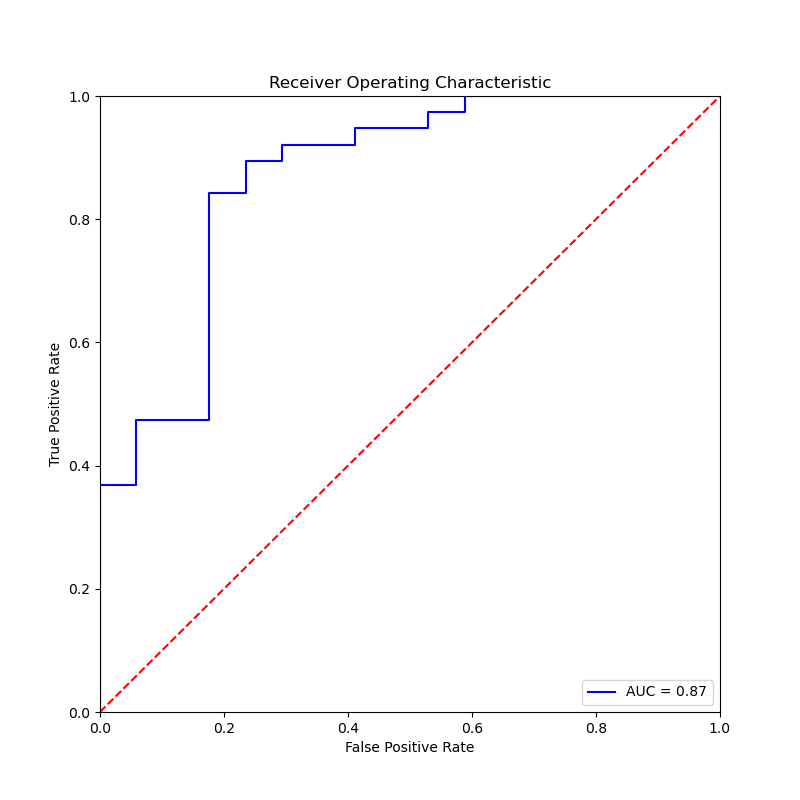 Receiver Operating Characteristic
True Positive Rate
1.0
0.8
0.6
0.4
0.2
0.0
AUC = 0.87
0.0 0.2 0.4 0.6 0.8 1.0
False Positive Rate